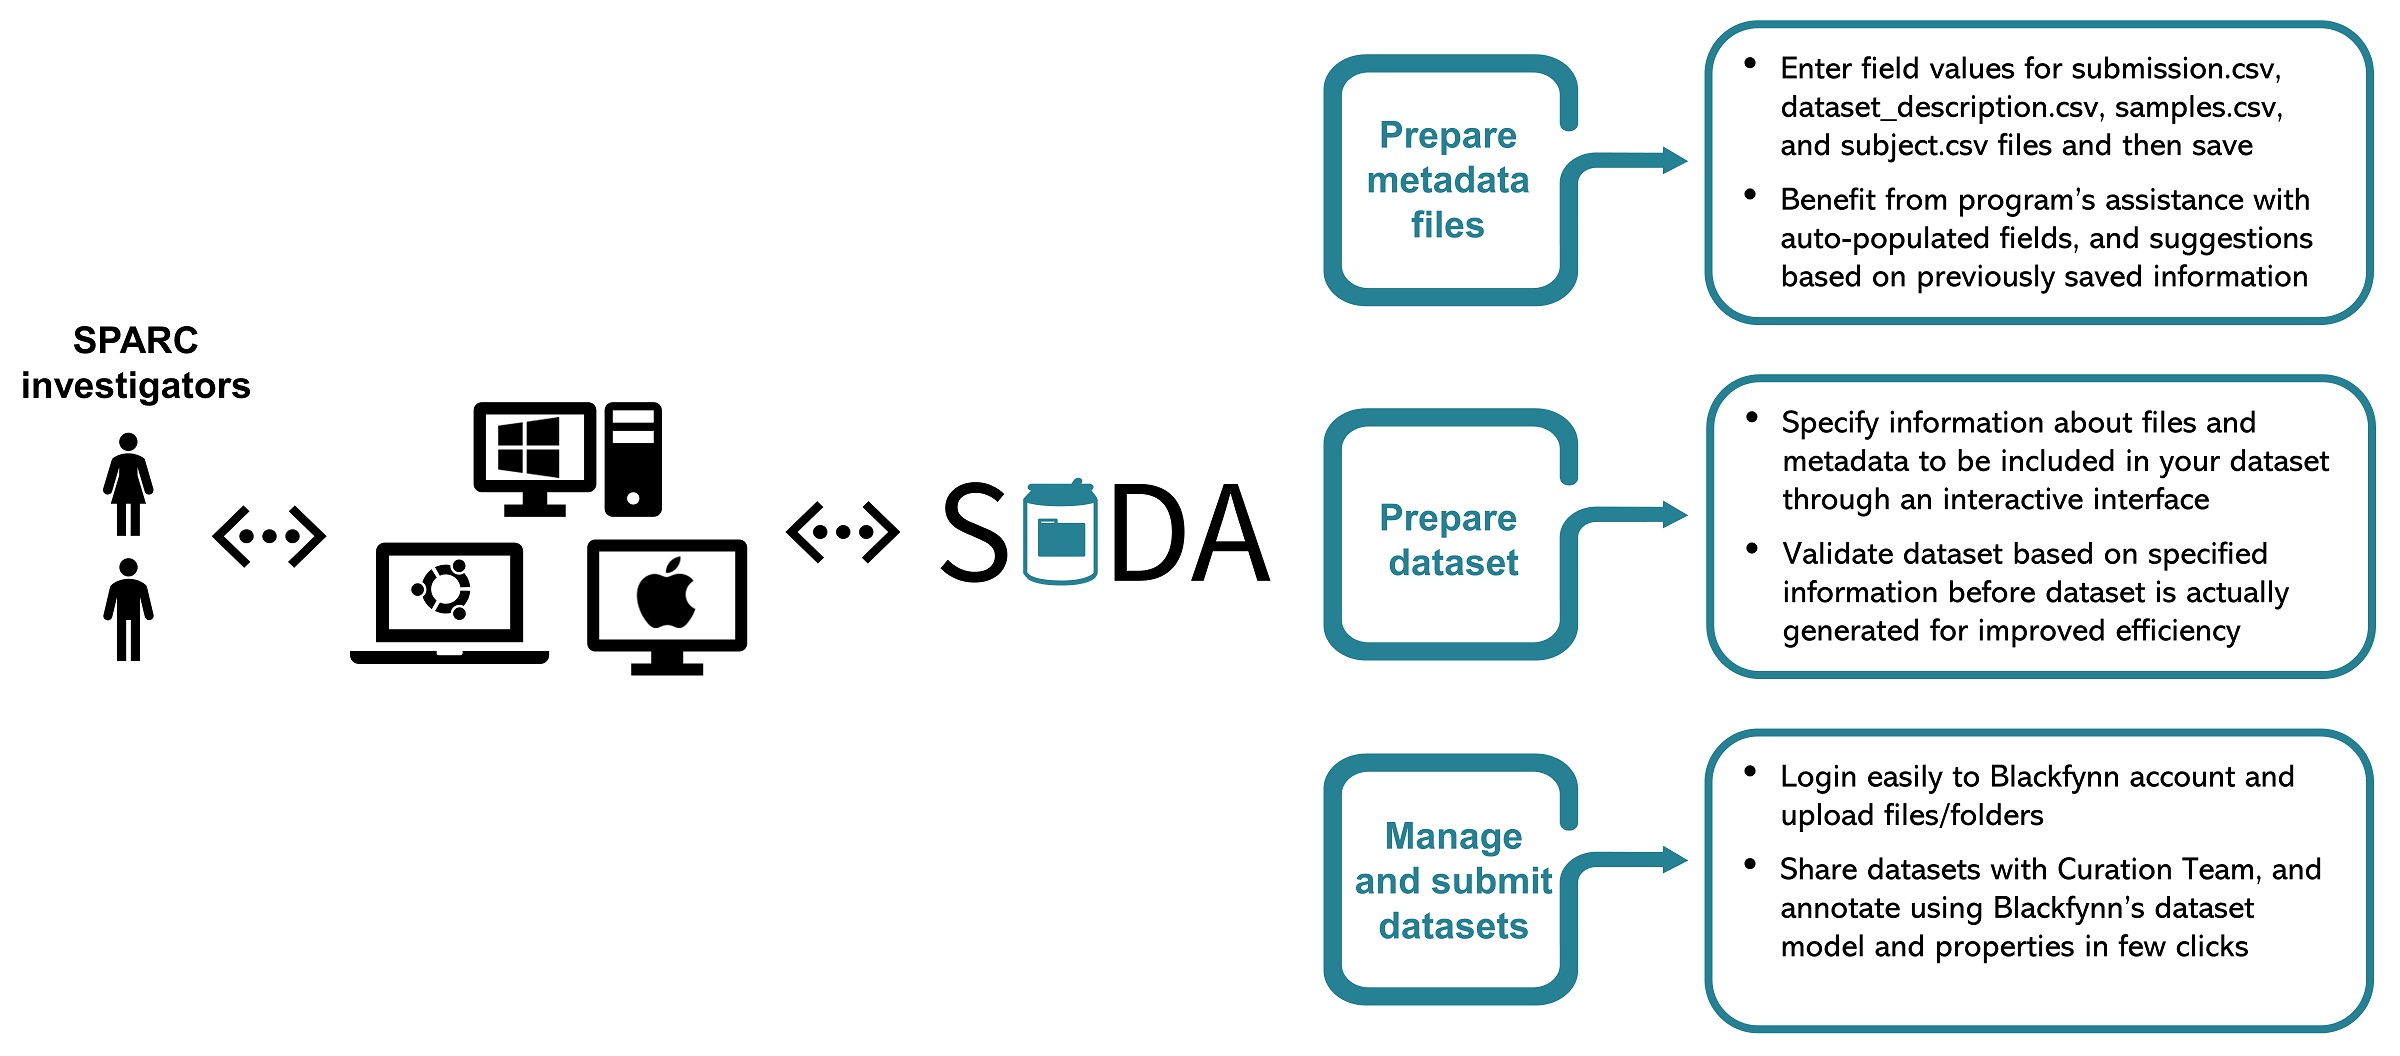 SPARC
investigators
SODA
Prepare
metadata
files
• Enter field values for submission.csv,
dataset_description.csv, samples.csv,
and subject.csv files and then save
• Benefit from program’s assistance with
auto-populated fields, and suggestions
based on previously saved information
Prepare
dataset
• Specify information about files and
metadata to be included in your dataset
through an interactive interface
• Validate dataset based on specified
information before dataset is actually
generated for improved efficiency
Manage
and submit
datasets
• Login easily to Blackfynn account and
upload files/folders
• Share datasets with Curation Team, and
annotate using Blackfynn’s dataset
model and properties in few clicks